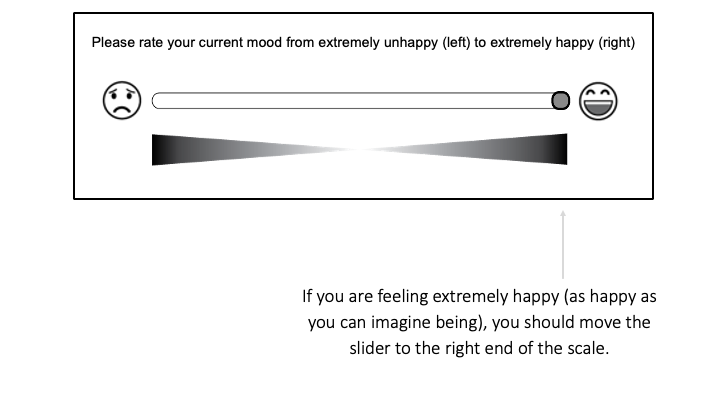 Please rate your current mood from extremely unhappy (left) to extremely happy (right)
If you are feeling extremely happy (as happy as
you can imagine being), you should move the
slider to the right end of the scale.